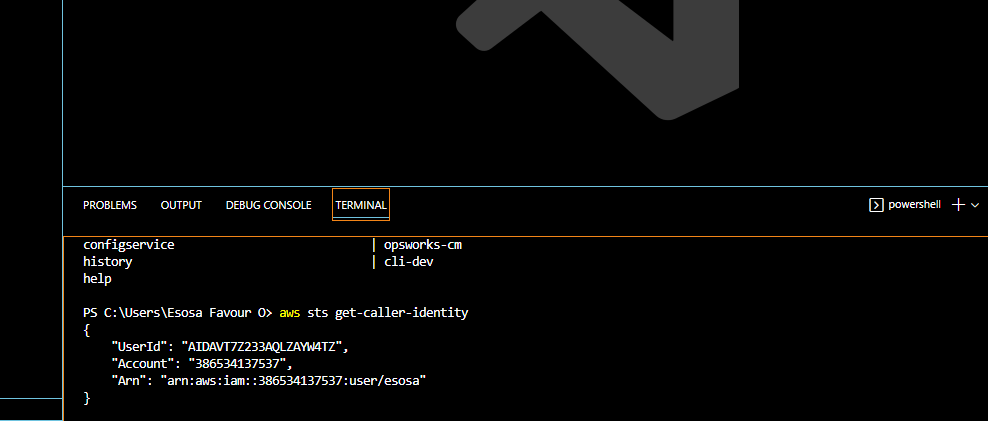 PROBLEMS OUTPUT DEBUG CONSOLE TERMINAL powershell
configservice | opsworks-cm
history | cli-dev
help
PS C:\Users\Esosa Favour O> aws sts get-caller-identity
{
"UserId": "AIDAVT7Z233AQLZAYW4TZ",
"Account": "386534137537",
"Arn": "arn:aws:iam::386534137537:user/esosa"
}